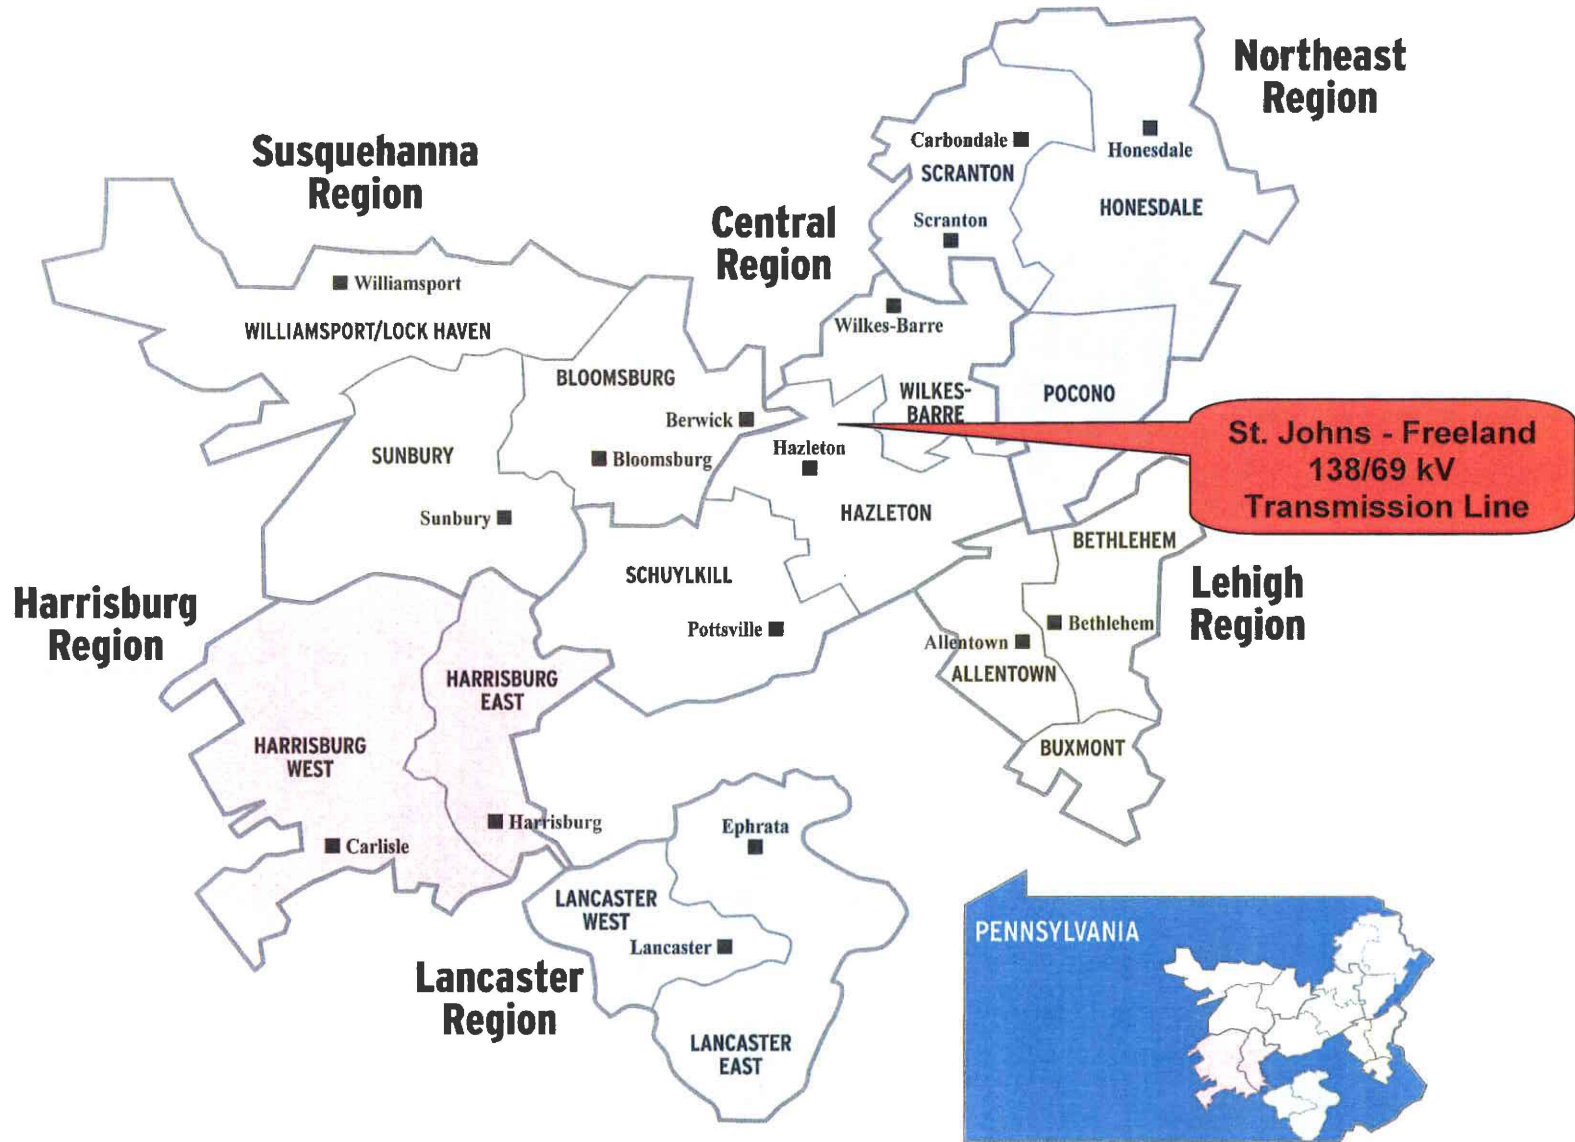 Northeast
Region
Susquehanna
Region
Carbondale
Honesdale
SCRANTON
HONESDALE
Central
Region
Scranton
Williamsport
WILLIAMSPORT/LOCK HAVEN
Wilkes-Barre
BLOOMSBURG
WILKES-
BARRE
POCONO
Berwick
St. Johns - Freeland
138/69 kV
Transmission Line
SUNBURY
Bloomsburg
Hazleton
Sunbury
HAZLETON
BETHLEHEM
SCHUYLKILL
Lehigh
Region
Harrisburg
Region
Pottsville
Allentown
Bethlehem
HARRISBURG
EAST
ALLENTOWN
HARRISBURG
WEST
BUXMONT
Harrisburg
Ephrata
Carlisle
LANCASTER
WEST
Lancaster
PENNSYLVANIA
Lancaster
Region
LANCASTER
EAST